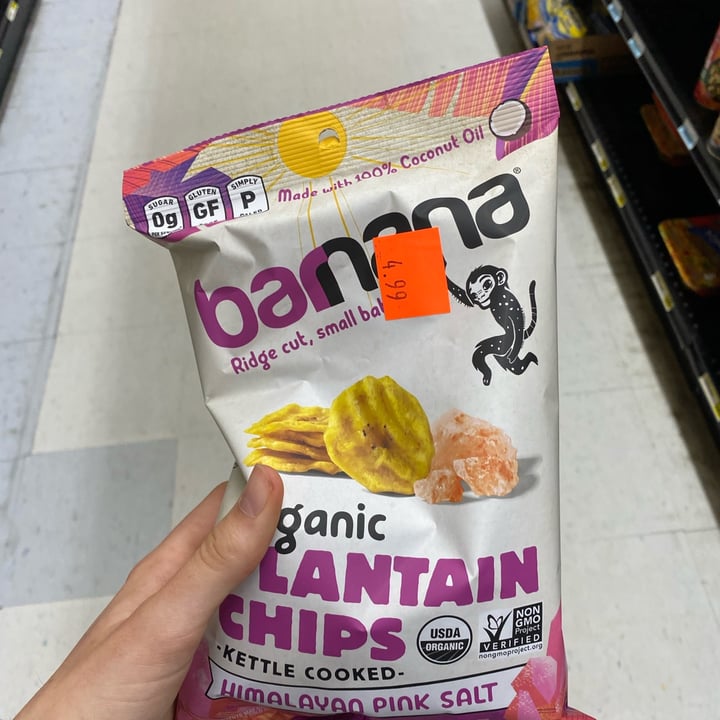 SUGAR
0g
GLUTEN
GF
SIMPLY
P
Made with 100% Coconut Oil
barnana®
4.99
Ridge cut, small
ganic
LANTAIN
CHIPS
USDA
ORGANIC
NON
GMO
Project
VERIFIED
nongmoproject.org
-KETTLE COOKED-
HIMALAYAN PINK SALT